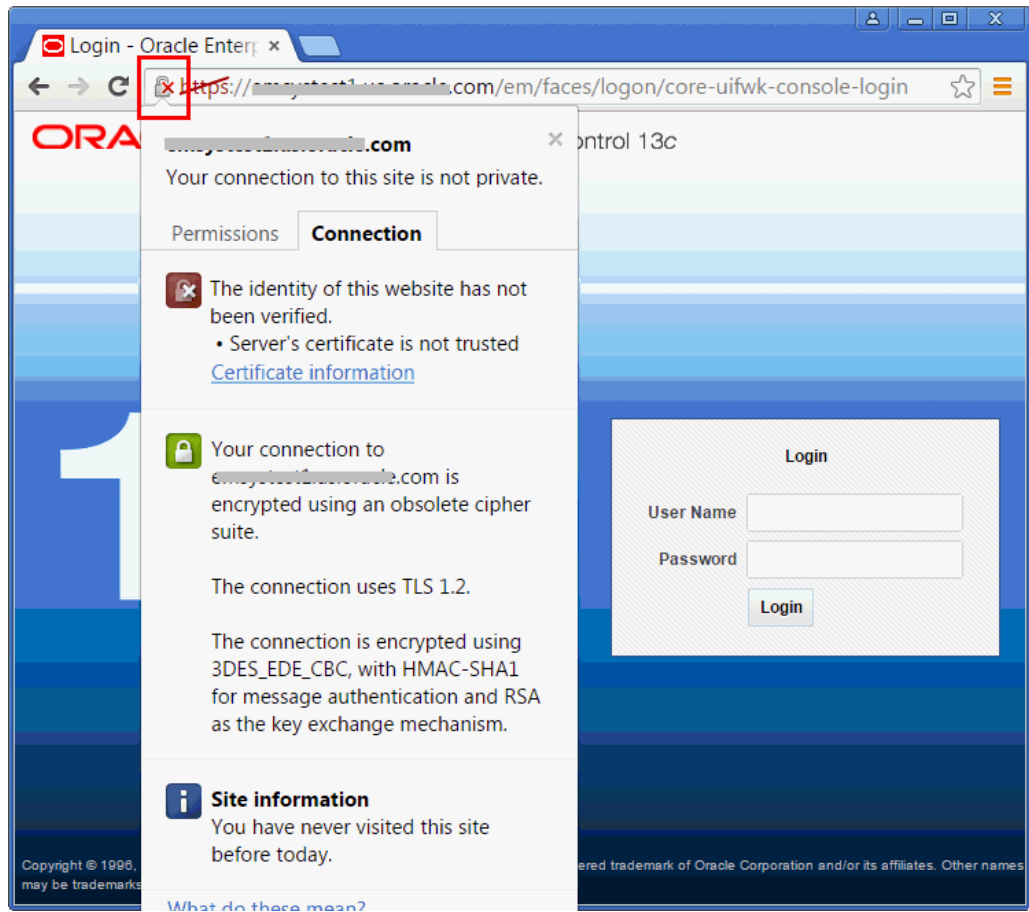 Login - Oracle Enterp
https://.com/em/faces/logon/core-uifwk-console-login
ORA
ontrol 13c
.com
Your connection to this site is not private.
Permissions
Connection
The identity of this website has not
been verified.
• Server's certificate is not trusted
Certificate information
1
Your connection to
.com is
encrypted using an obsolete cipher
suite.
The connection uses TLS 1.2.
The connection is encrypted using
3DES_EDE_CBC, with HMAC-SHA1
for message authentication and RSA
as the key exchange mechanism.
Login
User Name
Password
Login
Site information
You have never visited this site
before today.
Copyright © 1996,
ered trademark of Oracle Corporation and/or its affiliates. Other names
may be trademarks
What do these mean?